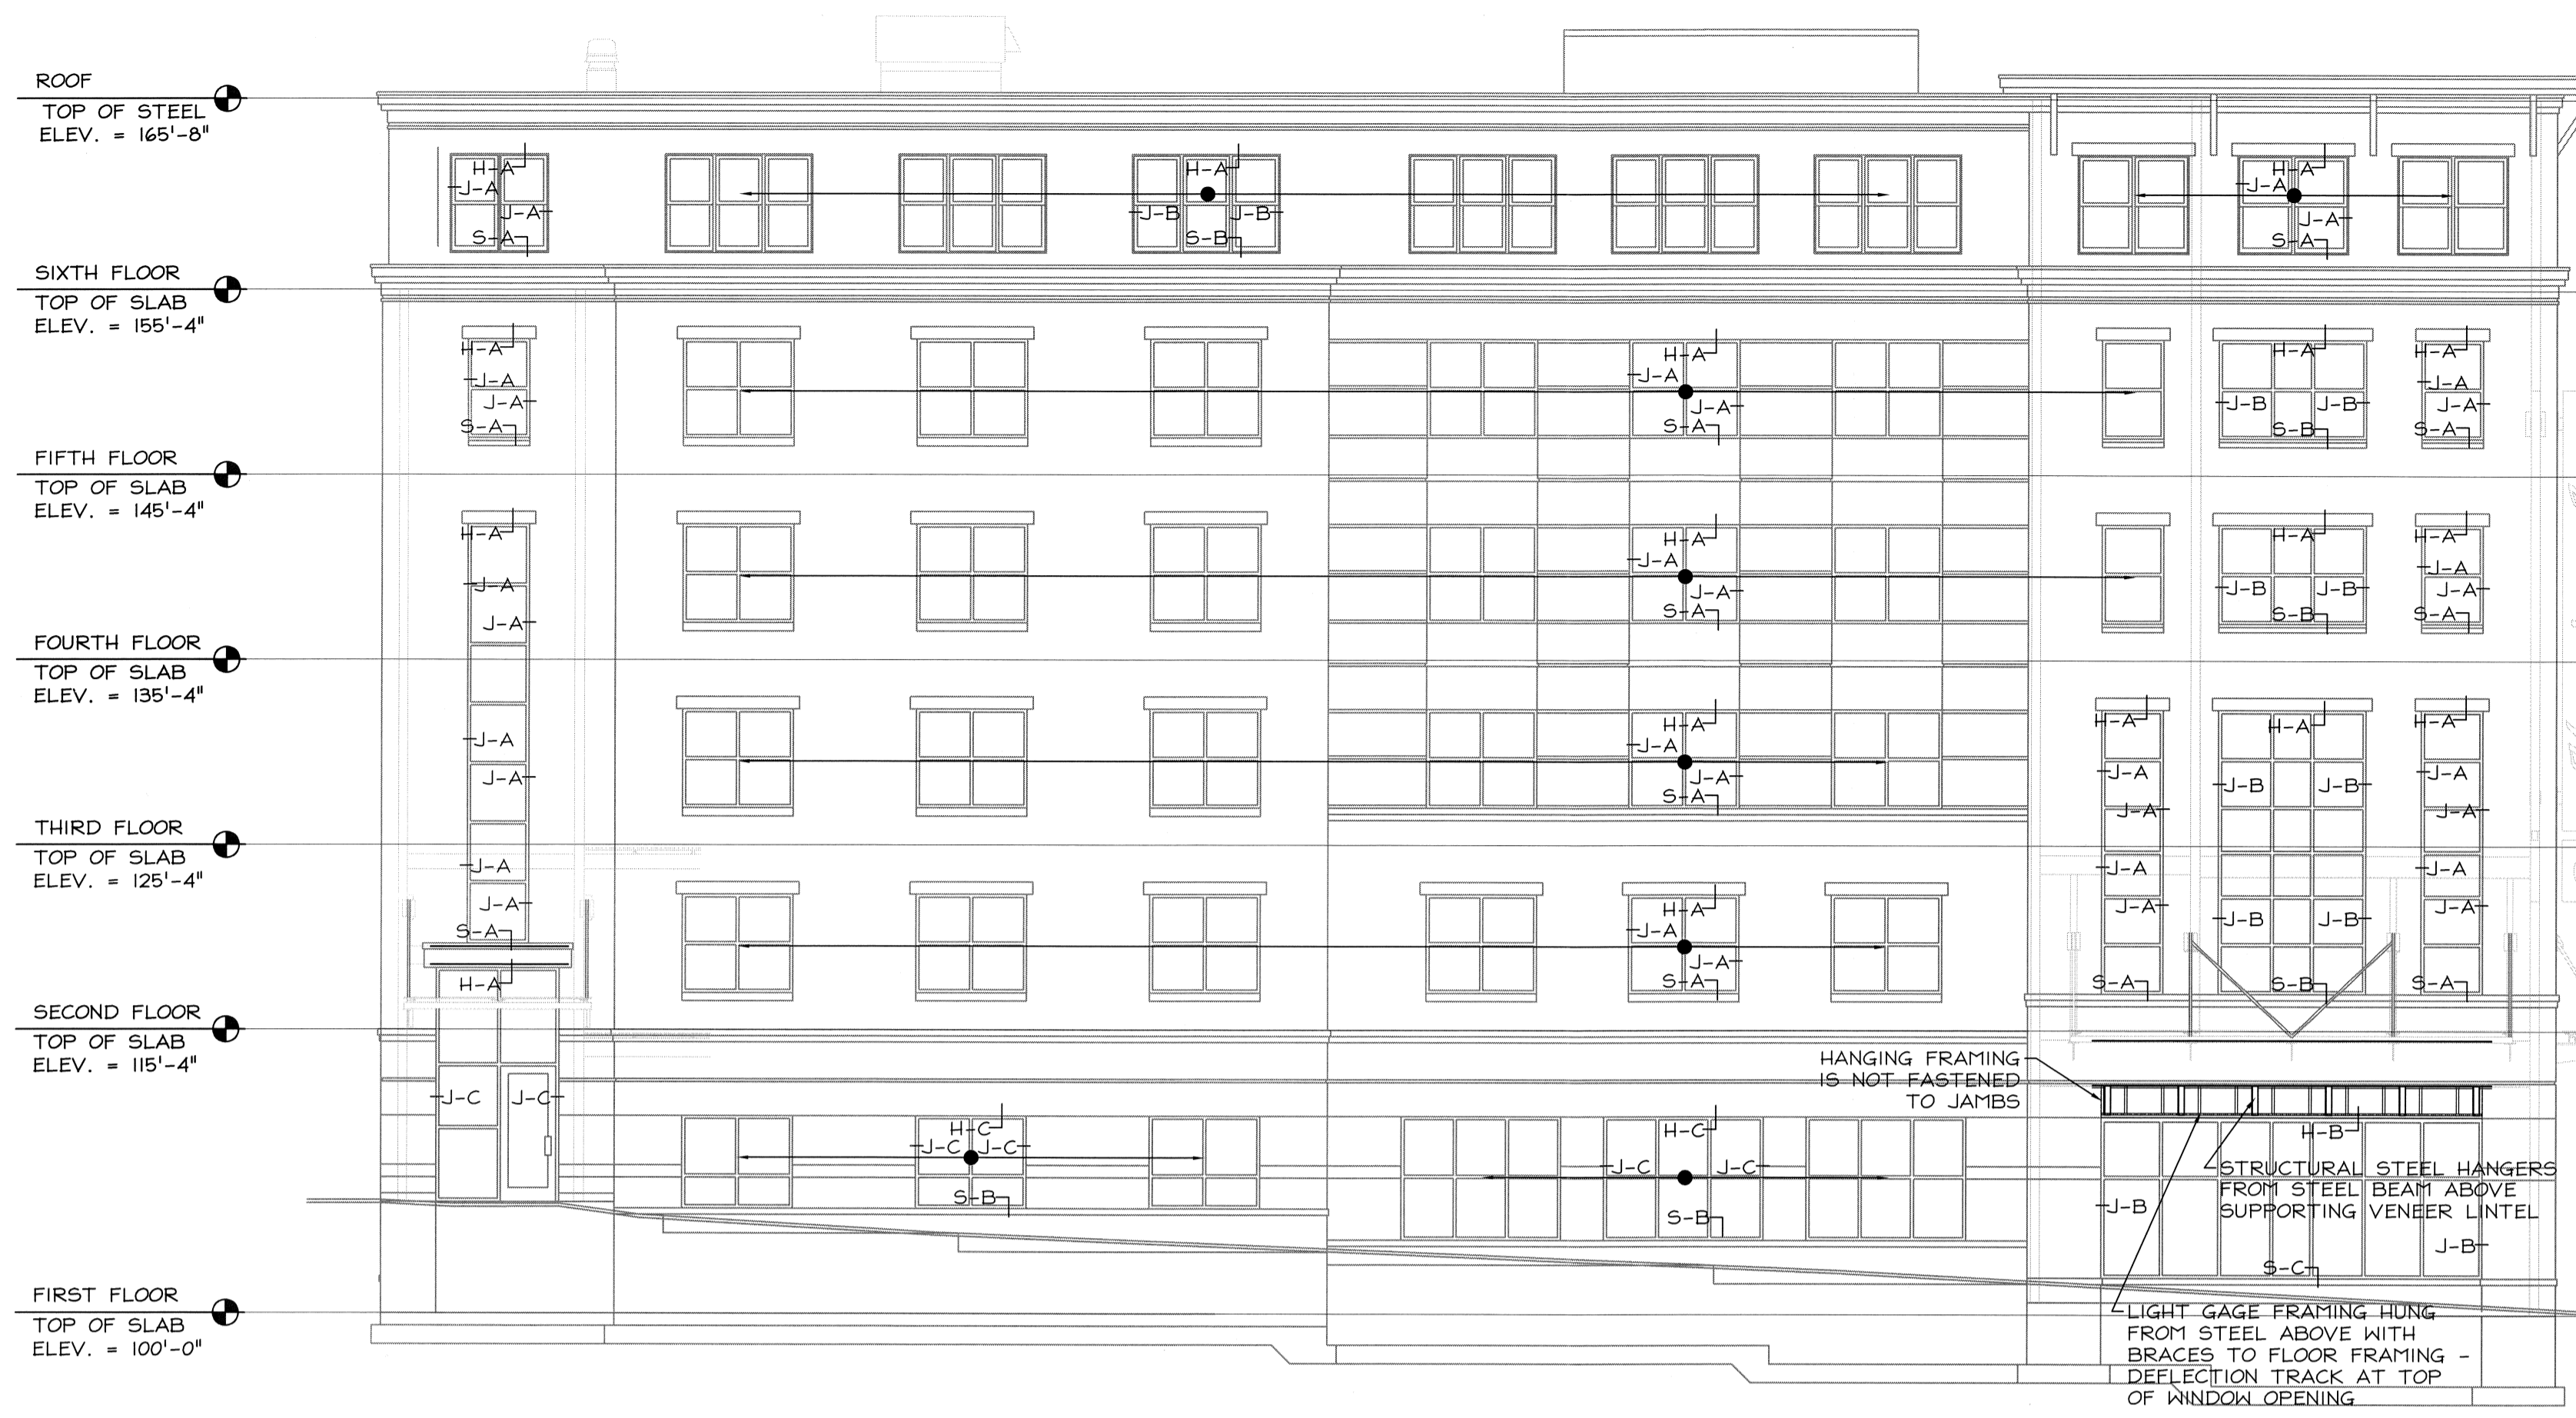 ROOF
TOP OF STEEL
ELEV. = 165'-8"
H-A
J-A
J-A
S-A
H-A
J-B
J-B
S-B
H-A
J-A
J-A
S-A
SIXTH FLOOR
TOP OF SLAB
ELEV. = 155'-4"
H-A
J-A
J-A
S-A
H-A
J-A
J-A
S-A
H-A
J-B
J-B
S-B
H-A
J-A
J-A
S-A
FIFTH FLOOR
TOP OF SLAB
ELEV. = 145'-4"
H-A
J-A
J-A
H-A
J-A
J-A
S-A
H-A
J-B
J-B
S-B
H-A
J-A
J-A
S-A
FOURTH FLOOR
TOP OF SLAB
ELEV. = 135'-4"
J-A
J-A
H-A
J-A
J-A
S-A
H-A
J-A
J-A
H-A
J-B
J-B
H-A
J-A
J-A
THIRD FLOOR
TOP OF SLAB
ELEV. = 125'-4"
J-A
J-A
S-A
H-A
H-A
J-A
J-A
S-A
J-A
J-A
S-A
J-B
J-B
S-B
J-A
J-A
S-A
SECOND FLOOR
TOP OF SLAB
ELEV. = 115'-4"
J-C
J-C
H-C
J-C
J-C
S-B
H-C
J-C
J-C
S-B
HANGING FRAMING
IS NOT FASTENED
TO JAMBS
H-B
STRUCTURAL STEEL HANGERS
FROM STEEL BEAM ABOVE
SUPPORTING VENEER LINTEL
J-B
J-B
S-C
FIRST FLOOR
TOP OF SLAB
ELEV. = 100'-0"
LIGHT GAGE FRAMING HUNG
FROM STEEL ABOVE WITH
BRACES TO FLOOR FRAMING -
DEFLECTION TRACK AT TOP
OF WINDOW OPENING